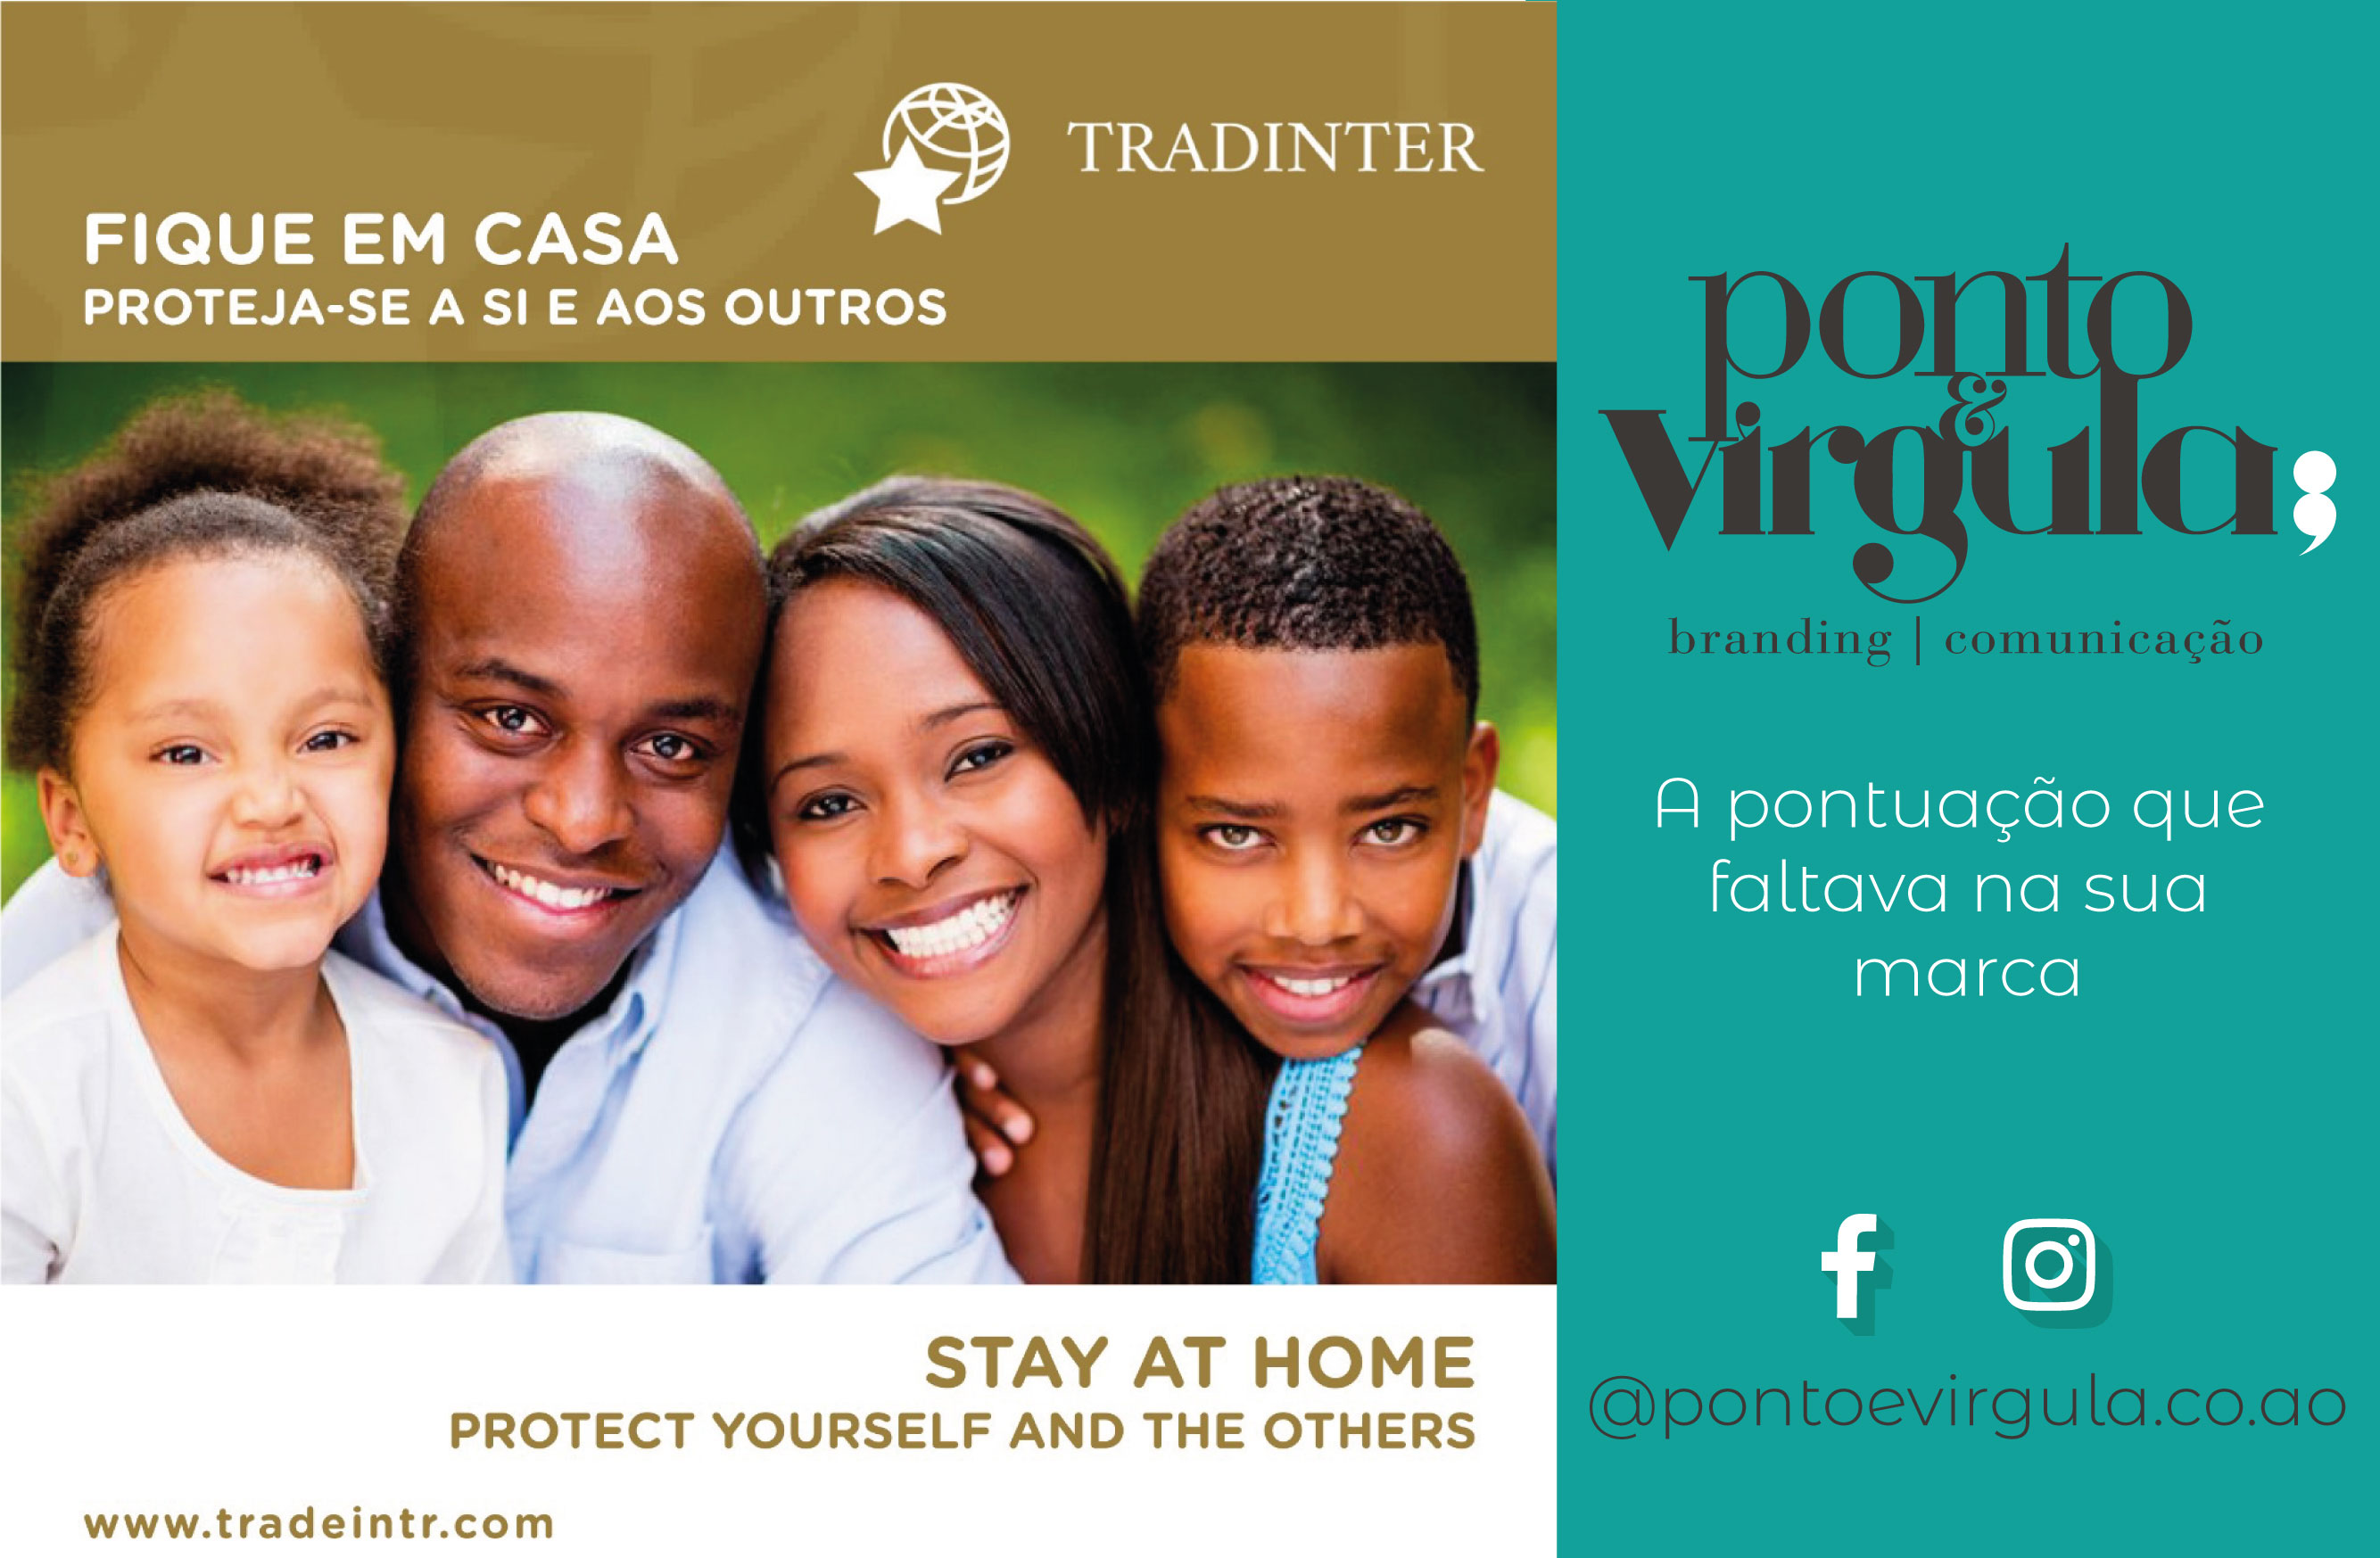 TRADINTER
FIQUE EM CASA
PROTEJA-SE A SI E AOS OUTROS
STAY AT HOME
PROTECT YOURSELF AND THE OTHERS
www.tradeintr.com
ponto
&
virgula;
branding | comunicação
A pontuação que
faltava na sua
marca
@pontoevirgula.co.ao